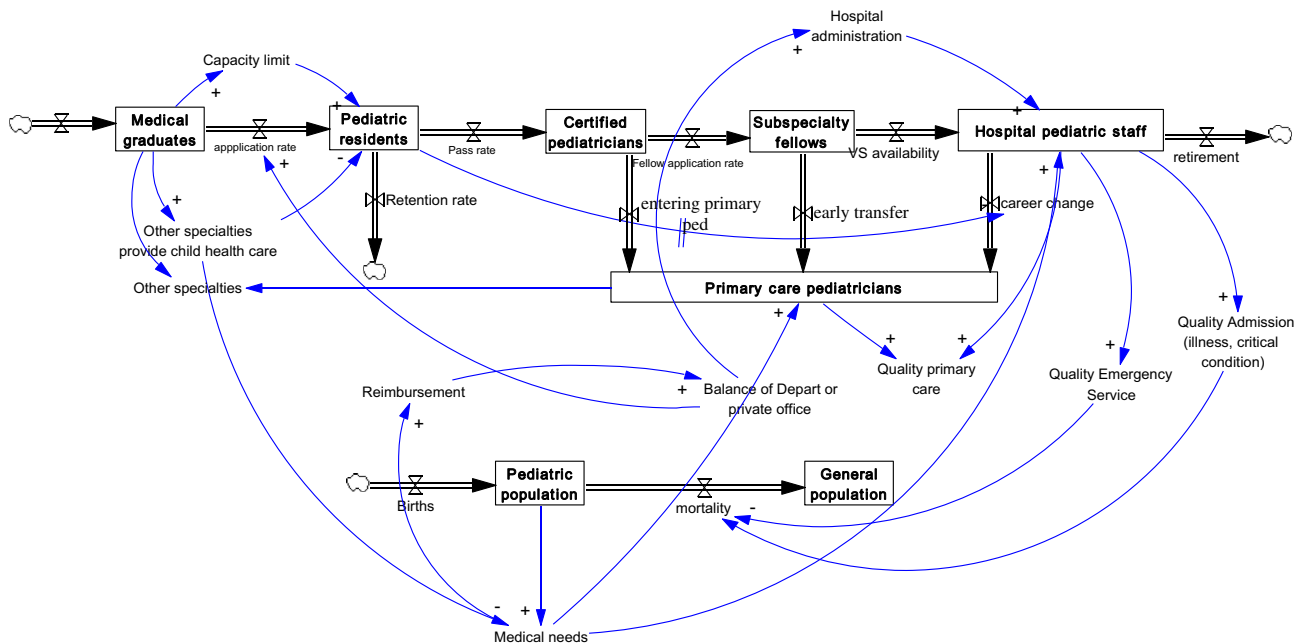 Hospital
administration
+
Capacity limit
+
Medical
graduates
appplication rate
+
+
-
Pediatric
residents
Pass rate
Certified
pediatricians
Fellow application rate
Subspecialty
fellows
VS availability
+
Hospital pediatric staff
+
retirement
Retention rate
entering primary
ped
early transfer
career change
+
Other specialties
provide child health care
Other specialties
Primary care pediatricians
+
+
+
Quality primary
care
+
Quality Emergency
Service
+
Quality Admission
(illness, critical
condition)
Reimbursement
+
+
Balance of Depart or
private office
Births
Pediatric
population
mortality
-
General
population
-
+
Medical needs